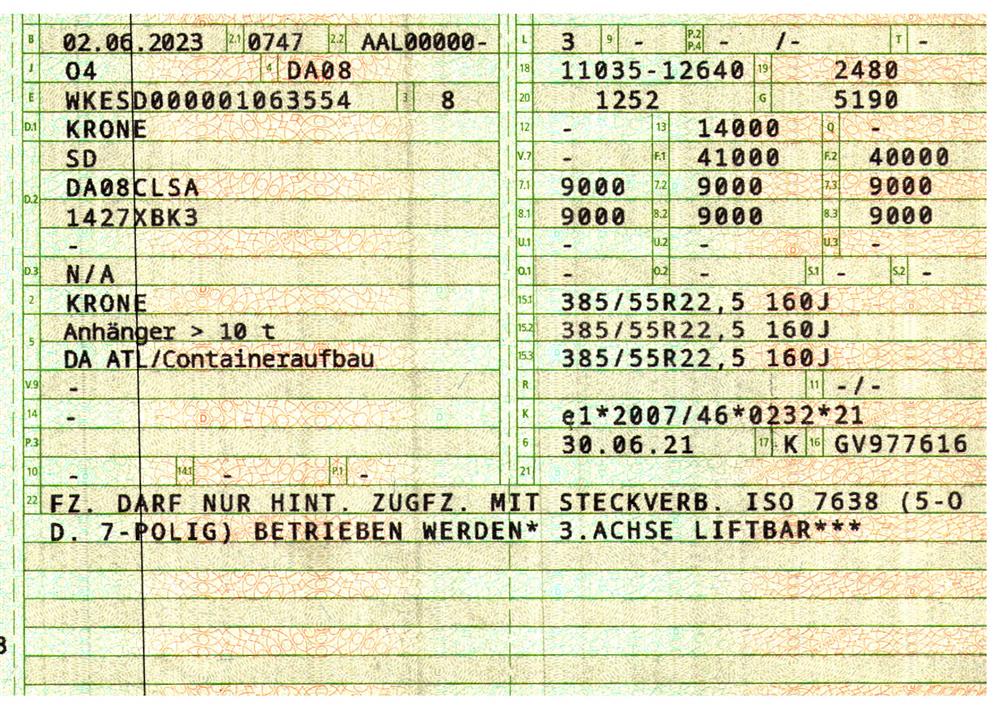 B 02.06.2023 2.1 0747 2.2 AAL00000-
J 04 4 DA08
E WKESD000001063554 3 8
D.1 KRONE
SD
D.2 DA08CLSA
1427XBK3
-
D.3 N/A
2 KRONE
5 Anhänger > 10 t
DA ATL/Containeraufbau
V.9 -
14 -
P.3
10 - 14.1 - P.1 -
L 3 9 - P.2 P.4 - /- T -
18 11035-12640 19 2480
20 1252 G 5190
12 - 13 14000 Q -
V.7 - F.1 41000 F.2 40000
7.1 9000 7.2 9000 7.3 9000
8.1 9000 8.2 9000 8.3 9000
U.1 - U.2 - U.3 -
O.1 - O.2 - S.1 - S.2 -
15.1 385/55R22,5 160J
15.2 385/55R22,5 160J
15.3 385/55R22,5 160J
R 11 -/-
K e1*2007/46*0232*21
6 30.06.21 17 K 16 GV977616
21
22 FZ. DARF NUR HINT. ZUGFZ. MIT STECKVERB. ISO 7638 (5-O
D. 7-POLIG) BETRIEBEN WERDEN* 3.ACHSE LIFTBAR***